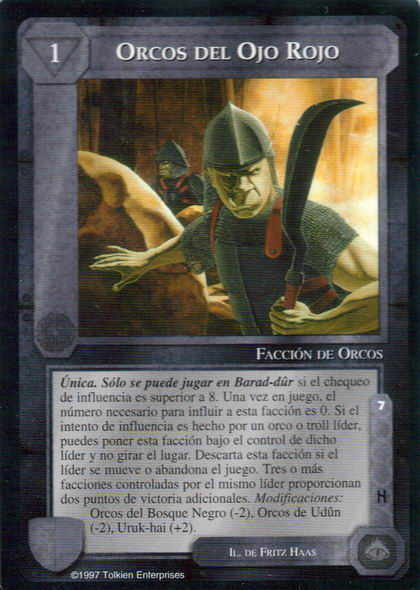 1
ORCOS DEL OJO ROJO
FACCIÓN DE ORCOS
Única. Sólo se puede jugar en Barad-dûr si el chequeo
de influencia es superior a 8. Una vez en juego, el
número necesario para influir a esta facción es 0. Si el
intento de influencia es hecho por un orco o troll líder,
puedes poner esta facción bajo el control de dicho
líder y no girar el lugar. Descarta esta facción si el
líder se mueve o abandona el juego. Tres o más
facciones controladas por el mismo líder proporcionan
dos puntos de victoria adicionales. Modificaciones:
Orcos del Bosque Negro (-2), Orcos de Udûn
(-2), Uruk-hai (+2).
7
H
IL. DE FRITZ HAAS
©1997 Tolkien Enterprises